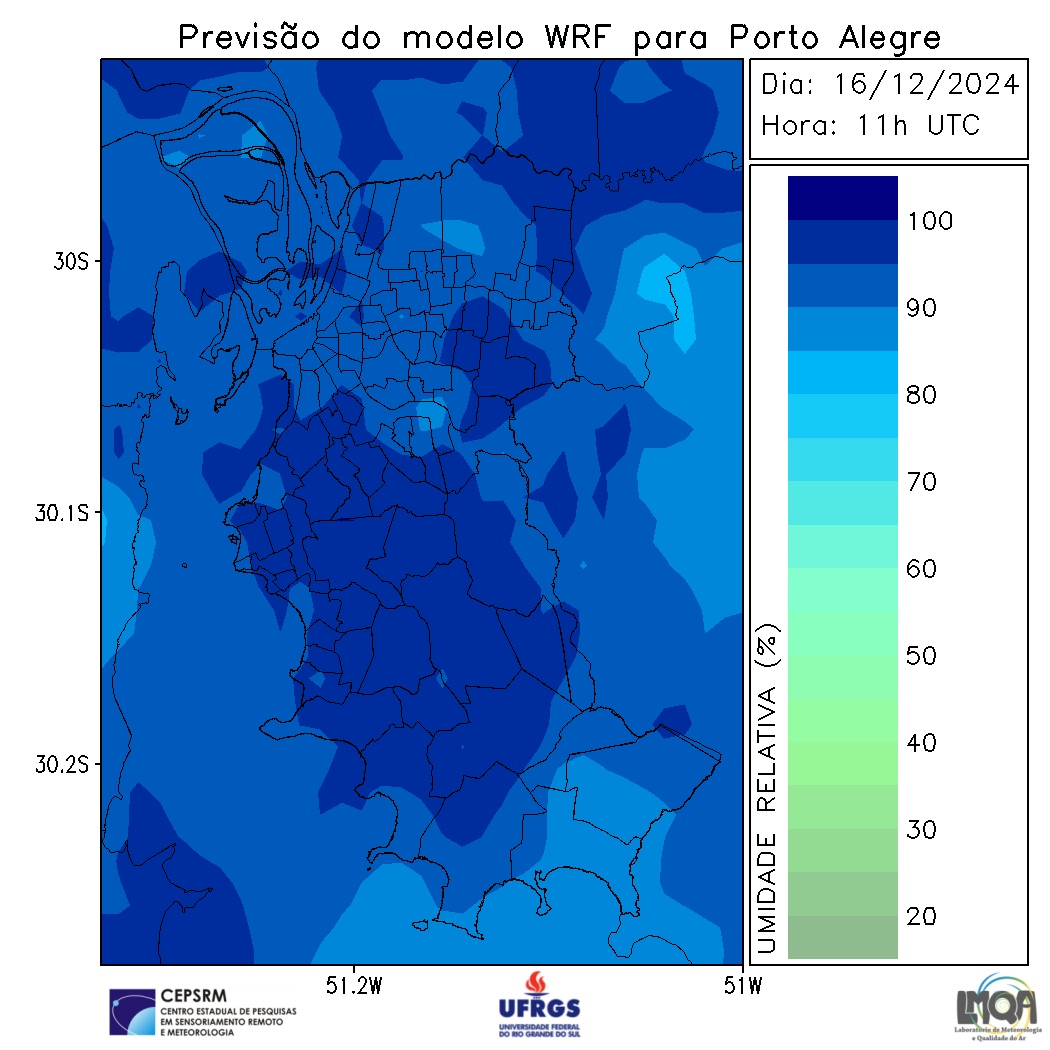 Previsão do modelo WRF para Porto Alegre
Dia: 16/12/2024
Hora: 11h UTC
30S
30.1S
30.2S
51.2W
51W
UMIDADE RELATIVA (%)
100
90
80
70
60
50
40
30
20
CEPSRM
CENTRO ESTADUAL DE PESQUISAS
EM SENSORIAMENTO REMOTO
E METEOROLOGIA
UFRGS
UNIVERSIDADE FEDERAL
DO RIO GRANDE DO SUL
LMQA
Laboratório de Meteorologia
e Qualidade do Ar